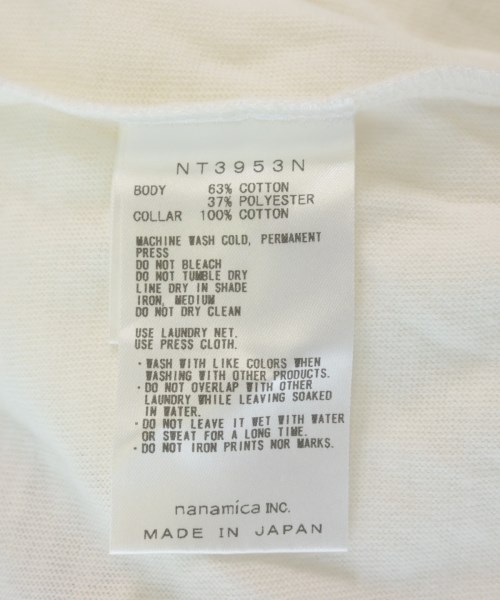 NT3953N
BODY 63% COTTON
37% POLYESTER
COLLAR 100% COTTON
MACHINE WASH COLD, PERMANENT
PRESS
DO NOT BLEACH
DO NOT TUMBLE DRY
LINE DRY IN SHADE
IRON, MEDIUM
DO NOT DRY CLEAN
USE LAUNDRY NET.
USE PRESS CLOTH.
・WASH WITH LIKE COLORS WHEN
WASHING WITH OTHER PRODUCTS.
・DO NOT OVERLAP WITH OTHER
LAUNDRY WHILE LEAVING SOAKED
IN WATER.
・DO NOT LEAVE IT WET WITH WATER
OR SWEAT FOR A LONG TIME.
・DO NOT IRON PRINTS NOR MARKS.
nanamica INC.
MADE IN JAPAN